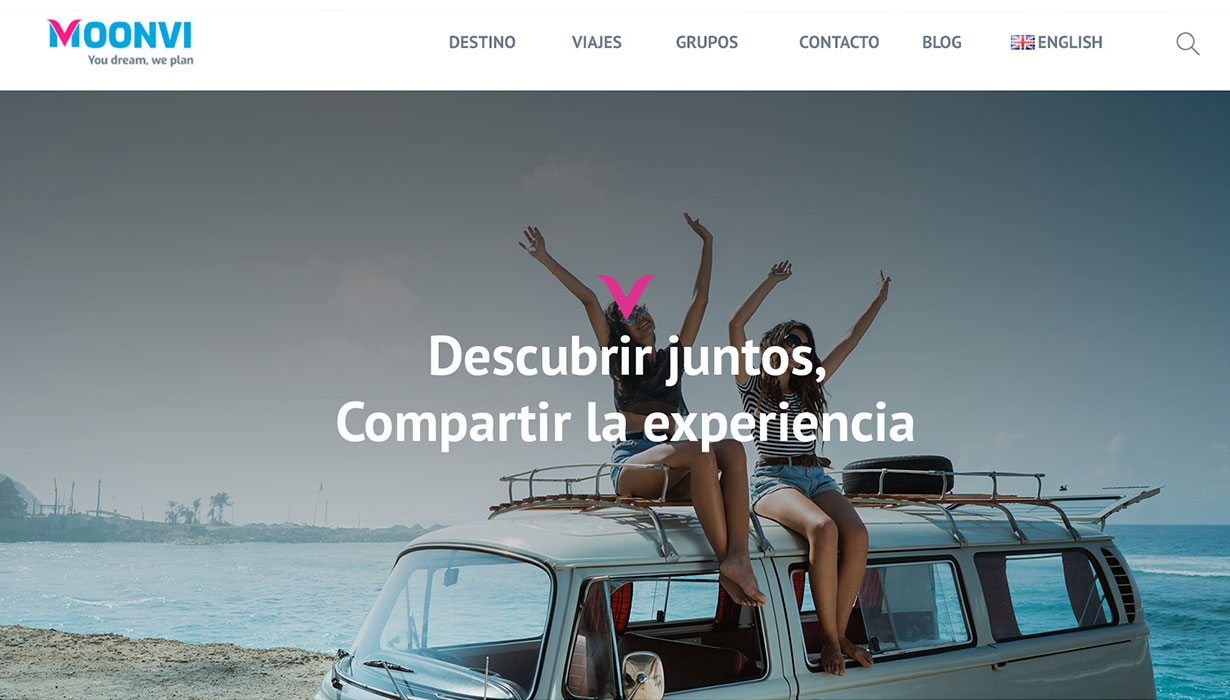 MOONVI
You dream, we plan
DESTINO VIAJES GRUPOS CONTACTO BLOG ENGLISH
Descubrir juntos,
Compartir la experiencia